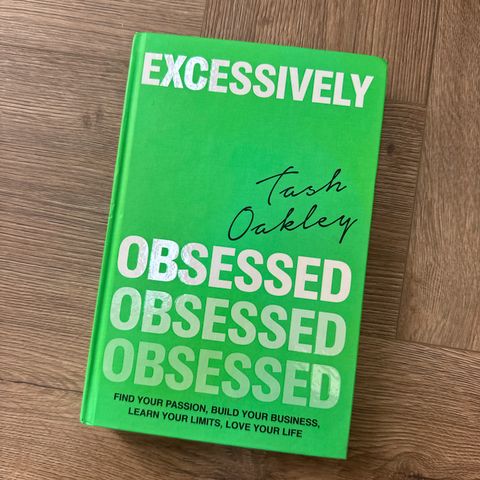 EXCESSIVELY
Tash
Oakley
OBSESSED
OBSESSED
OBSESSED
FIND YOUR PASSION, BUILD YOUR BUSINESS,
LEARN YOUR LIMITS, LOVE YOUR LIFE